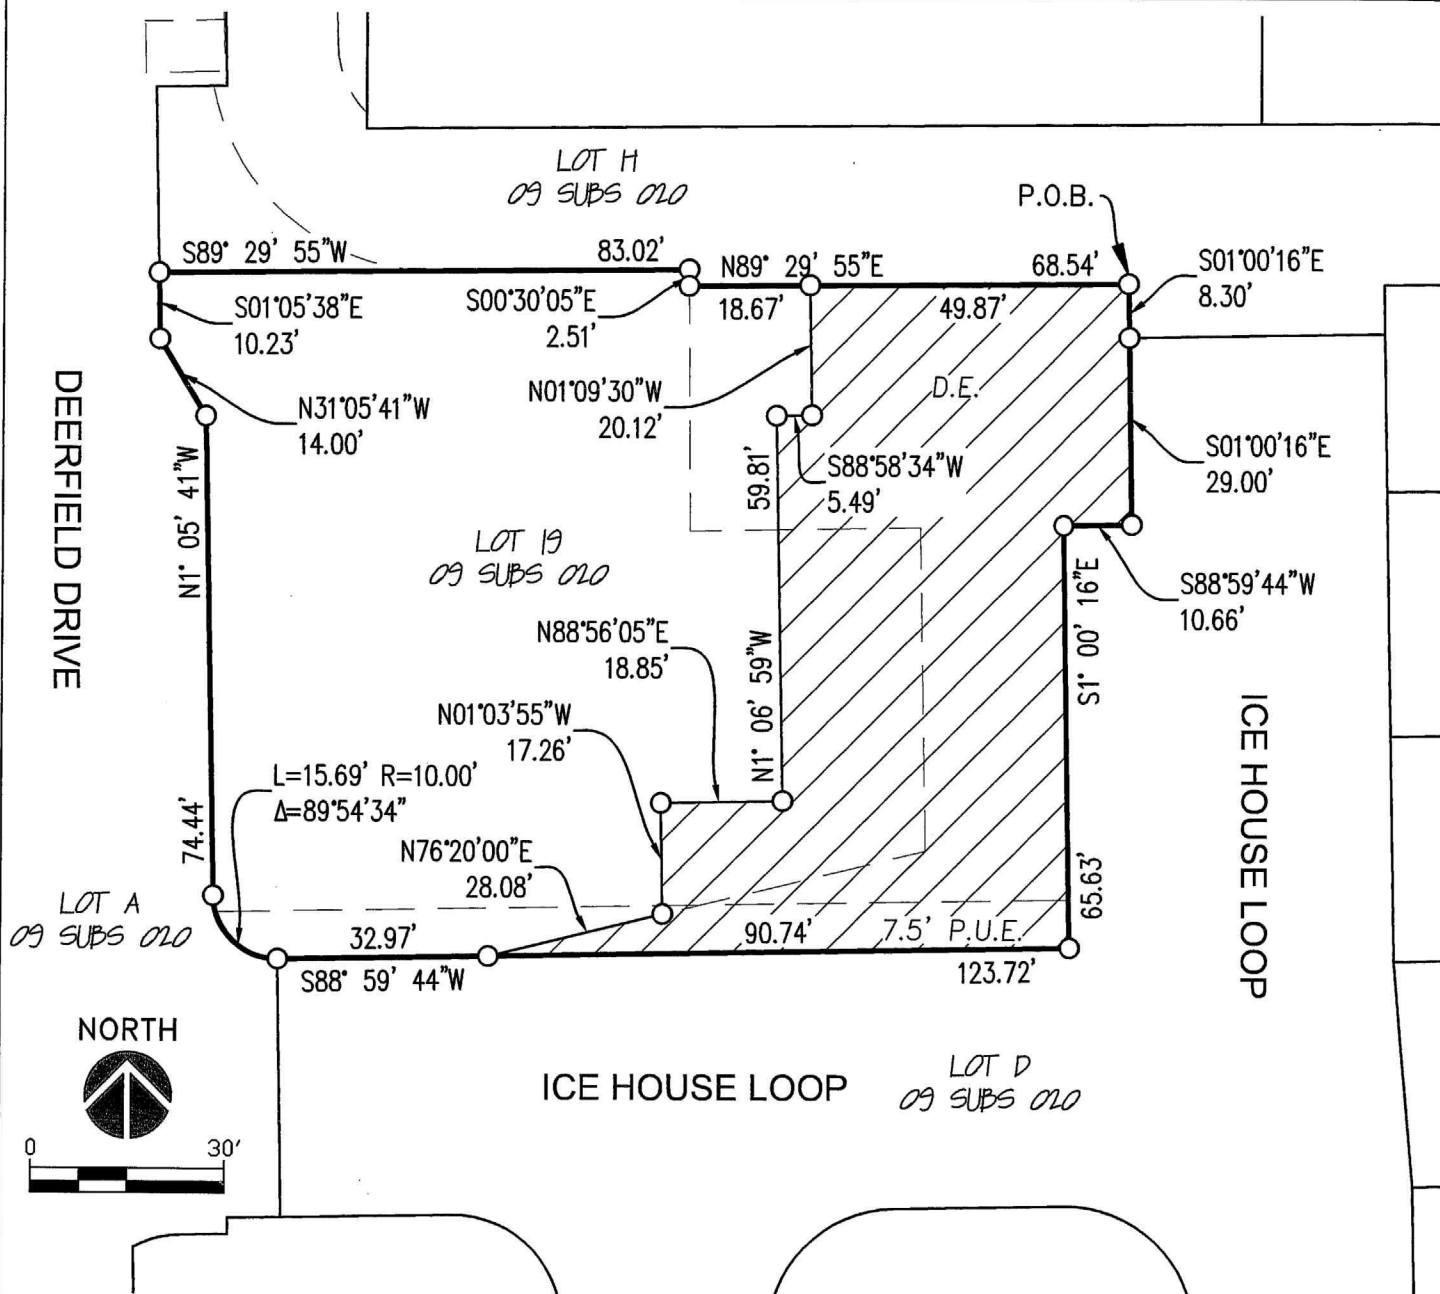 LOT H
09 SUBS 020
P.O.B.
S89° 29' 55"W
83.02'
N89° 29' 55"E
68.54'
S01°00'16"E
8.30'
S01°05'38"E
10.23'
S00°30'05"E
2.51'
18.67'
49.87'
N01°09'30"W
20.12'
D.E.
N31°05'41"W
14.00'
S88°58'34"W
5.49'
S01°00'16"E
29.00'
DEERFIELD DRIVE
N1° 05' 41"W
74.44'
59.81'
N1° 06' 59"W
LOT 19
09 SUBS 020
S88°59'44"W
10.66'
N88°56'05"E
18.85'
S1° 00' 16"E
65.63'
N01°03'55"W
17.26'
ICE HOUSE LOOP
L=15.69' R=10.00'
Δ=89°54'34"
N76°20'00"E
28.08'
LOT A
09 SUBS 020
32.97'
90.74'
7.5' P.U.E.
S88° 59' 44"W
123.72'
NORTH
ICE HOUSE LOOP
LOT D
09 SUBS 020
0 30'